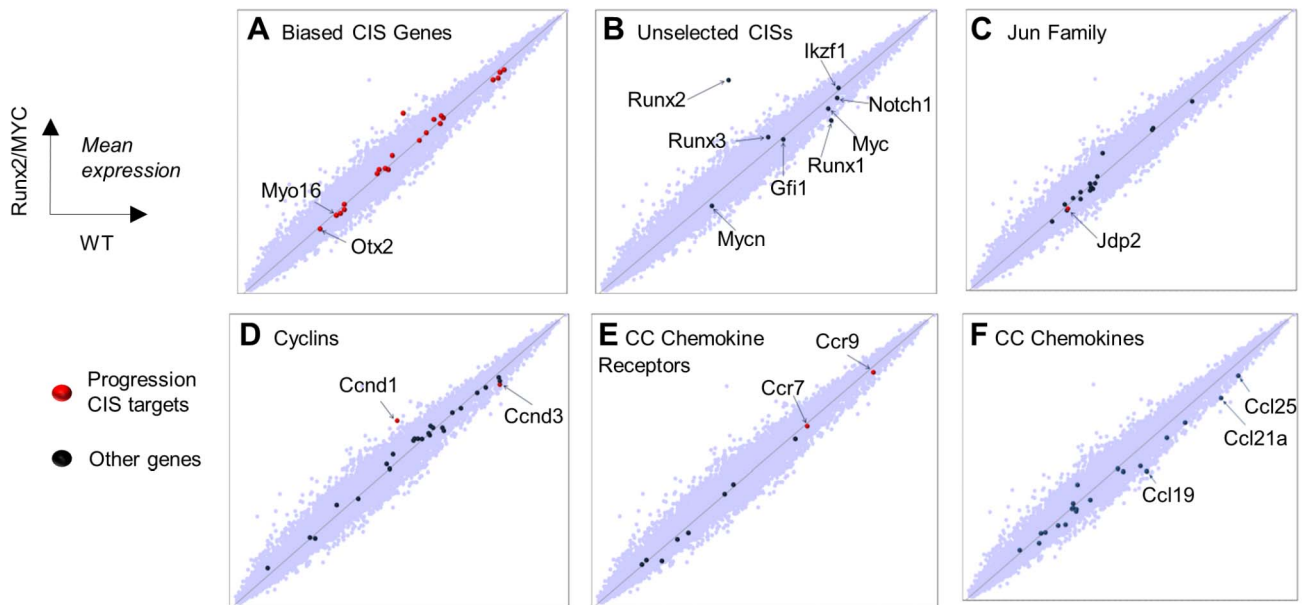 A Biased CIS Genes
Myo16
Otx2
B Unselected CISs
Ikzf1
Runx2
Notch1
Runx3
Myc
Runx1
Gfi1
Mycn
C Jun Family
Jdp2
Runx2/MYC
Mean
expression
WT
D Cyclins
Ccnd1
Ccnd3
E CC Chemokine
Receptors
Ccr9
Ccr7
F CC Chemokines
Ccl25
Ccl21a
Ccl19
Progression
CIS targets
Other genes